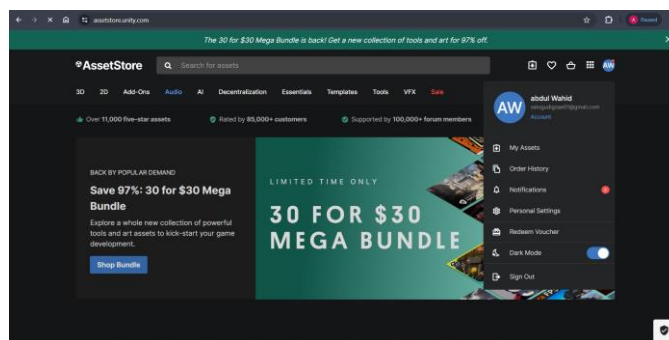 assetstore.unity.com
Paused
The 30 for $30 Mega Bundle is back! Get a new collection of tools and art for 97% off.
AssetStore
Search for assets
AW
3D 2D Add-Ons Audio AI Decentralization Essentials Templates Tools VFX Sale
Over 11,000 five-star assets
Rated by 85,000+ customers
Supported by 100,000+ forum members
BACK BY POPULAR DEMAND
Save 97%: 30 for $30 Mega
Bundle
Explore a whole new collection of powerful
tools and art assets to kick-start your game
development.
Shop Bundle
LIMITED TIME ONLY
30 FOR $30
MEGA BUNDLE
AW
abdul Wahid
Account
My Assets
Order History
Notifications
Personal Settings
Redeem Voucher
Dark Mode
Sign Out